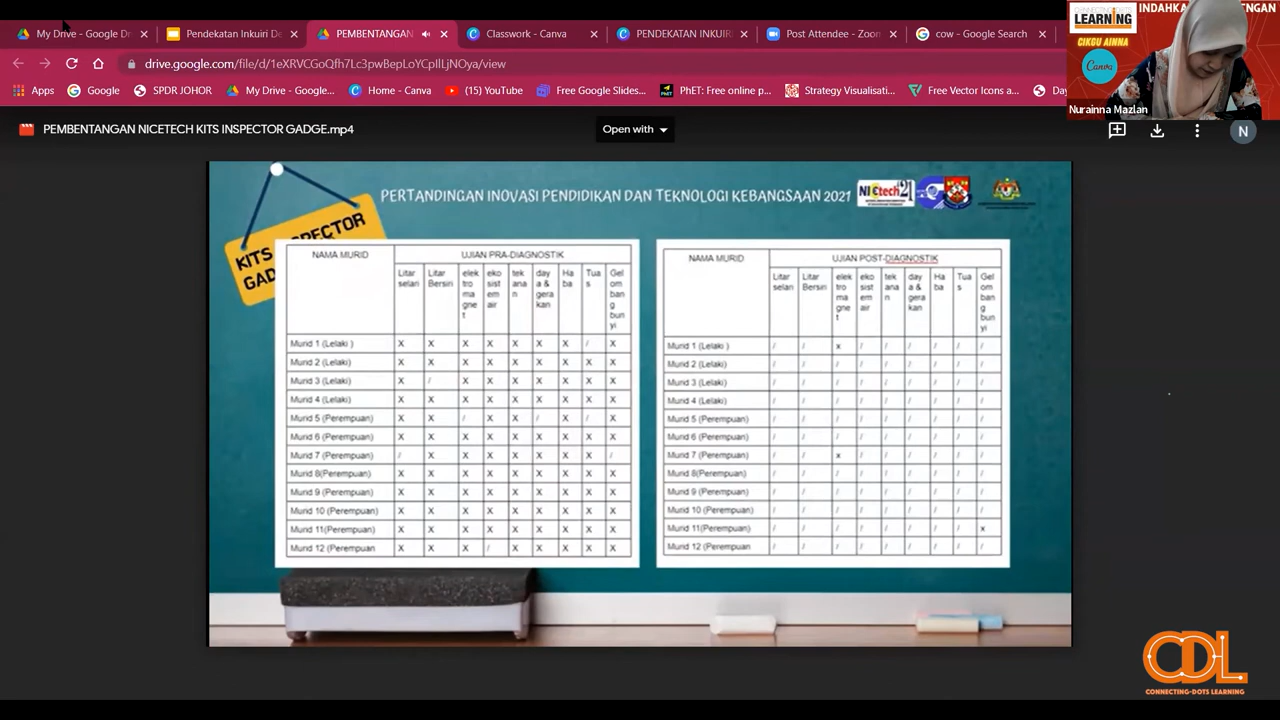 My Drive - Google Dr
Pendekatan Inkuiri De
PEMBENTANGAN
Classwork - Canva
PENDEKATAN INKUIR
Post Attendee - Zoom
cow - Google Search
INDAHKA
ENGAN
LEARNING
CIKGU AINNA
Canva
Nurainna Mazlan
drive.google.com/file/d/1eXRVCGoQfh7Lc3pwBepLoYCpIlLjNOya/view
Apps
Google
SPDR JOHOR
My Drive - Google...
Home - Canva
(15) YouTube
Free Google Slides...
PhET: Free online p...
Strategy Visualisati...
Free Vector Icons a...
PEMBENTANGAN NICETECH KITS INSPECTOR GADGE.mp4
Open with
N
PERTANDINGAN INOVASI PENDIDIKAN DAN TEKNOLOGI KEBANGSAAN 2021
KITS INSPECTOR
GAD
NAMA MURID UJIAN PRA-DIAGNOSTIK
Litar selari Litar Bersiri elektromagnet ekosistem air tekanan daya & gerakan Haba Tuas Gelombang bunyi
Murid 1 (Lelaki ) X X X X X X X / X
Murid 2 (Lelaki) X X X X X X X X X
Murid 3 (Lelaki) X / X X X X X X X
Murid 4 (Lelaki) X X X X X X X X X
Murid 5 (Perempuan) X X / X X / X / X
Murid 6 (Perempuan) X X X X X X X X X
Murid 7 (Perempuan) / X X X X X X X /
Murid 8(Perempuan) X X X X X X X X X
Murid 9 (Perempuan) X X X X X X X X X
Murid 10 (Perempuan) X X X X X X X X X
Murid 11(Perempuan) X X X X X X X X X
Murid 12 (Perempuan X X X / X X X X X
NAMA MURID UJIAN POST-DIAGNOSTIK
Litar selari Litar Bersiri elektromagnet ekosistem air tekanan daya & gerakan Haba Tuas Gelombang bunyi
Murid 1 (Lelaki ) / / x / / / / / /
Murid 2 (Lelaki) / / / / / / / / /
Murid 3 (Lelaki) / / / / / / / / /
Murid 4 (Lelaki) / / / / / / / / /
Murid 5 (Perempuan) / / / / / / / / /
Murid 6 (Perempuan) / / / / / / / / /
Murid 7 (Perempuan) / / x / / / / / /
Murid 8(Perempuan) / / / / / / / / /
Murid 9 (Perempuan) / / / / / / / / /
Murid 10 (Perempuan) / / / / / / / / /
Murid 11(Perempuan) / / / / / / / / x
Murid 12 (Perempuan / / / / / / / / /
CDL
CONNECTING-DOTS LEARNING